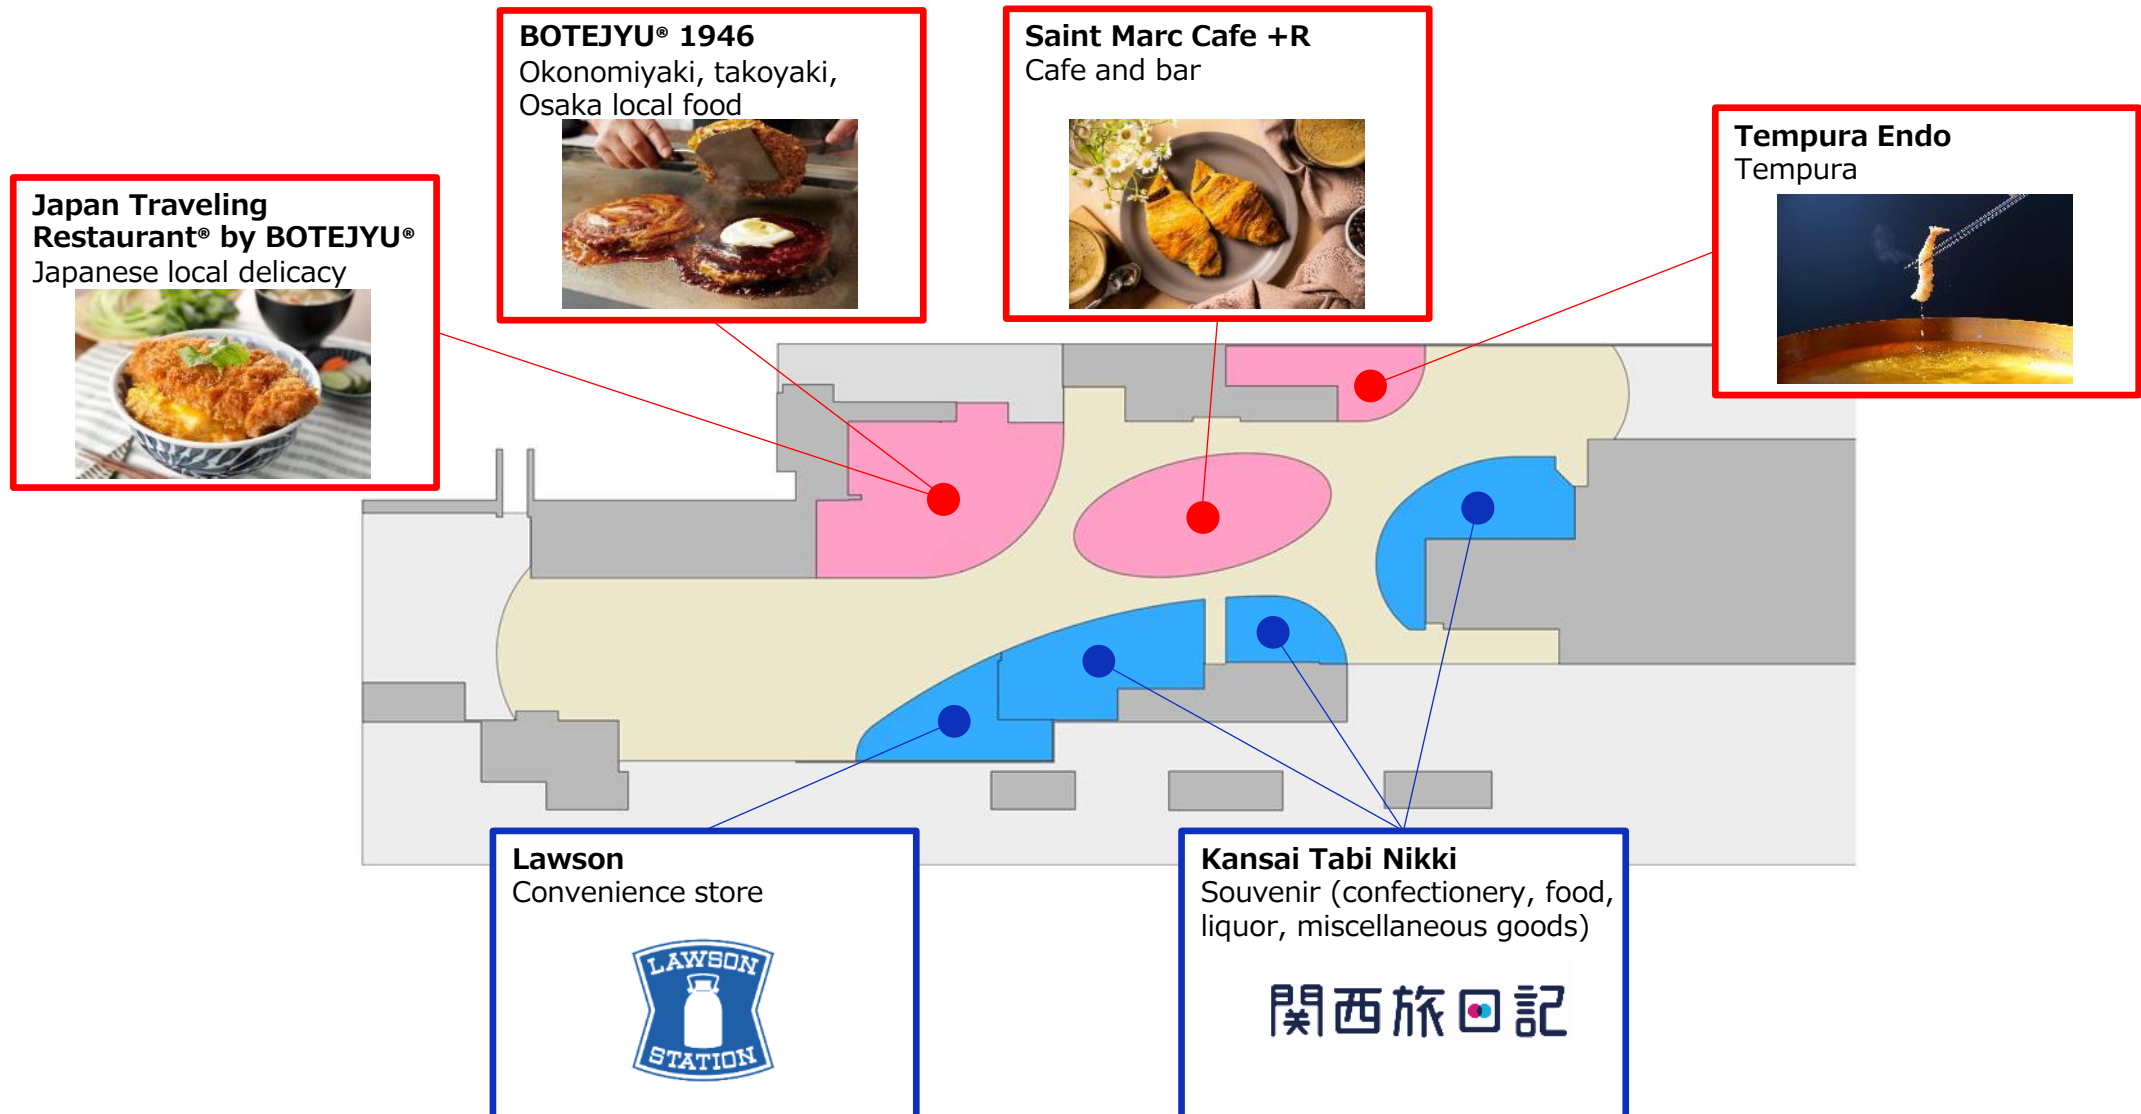 BOTEJYU® 1946
Okonomiyaki, takoyaki,
Osaka local food
Saint Marc Cafe +R
Cafe and bar
Tempura Endo
Tempura
Japan Traveling
Restaurant® by BOTEJYU®
Japanese local delicacy
Lawson
Convenience store
LAWSON
STATION
Kansai Tabi Nikki
Souvenir (confectionery, food,
liquor, miscellaneous goods)
関西旅日記